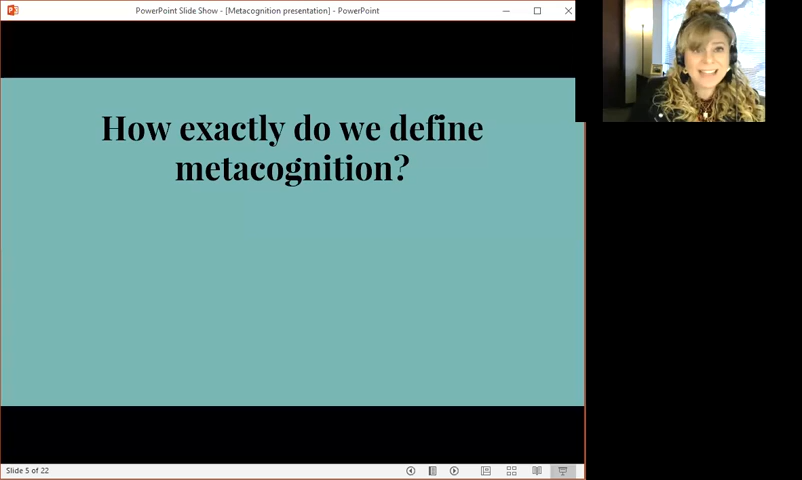 PowerPoint Slide Show - [Metacognition presentation] - PowerPoint
How exactly do we define
metacognition?
Slide 5 of 22